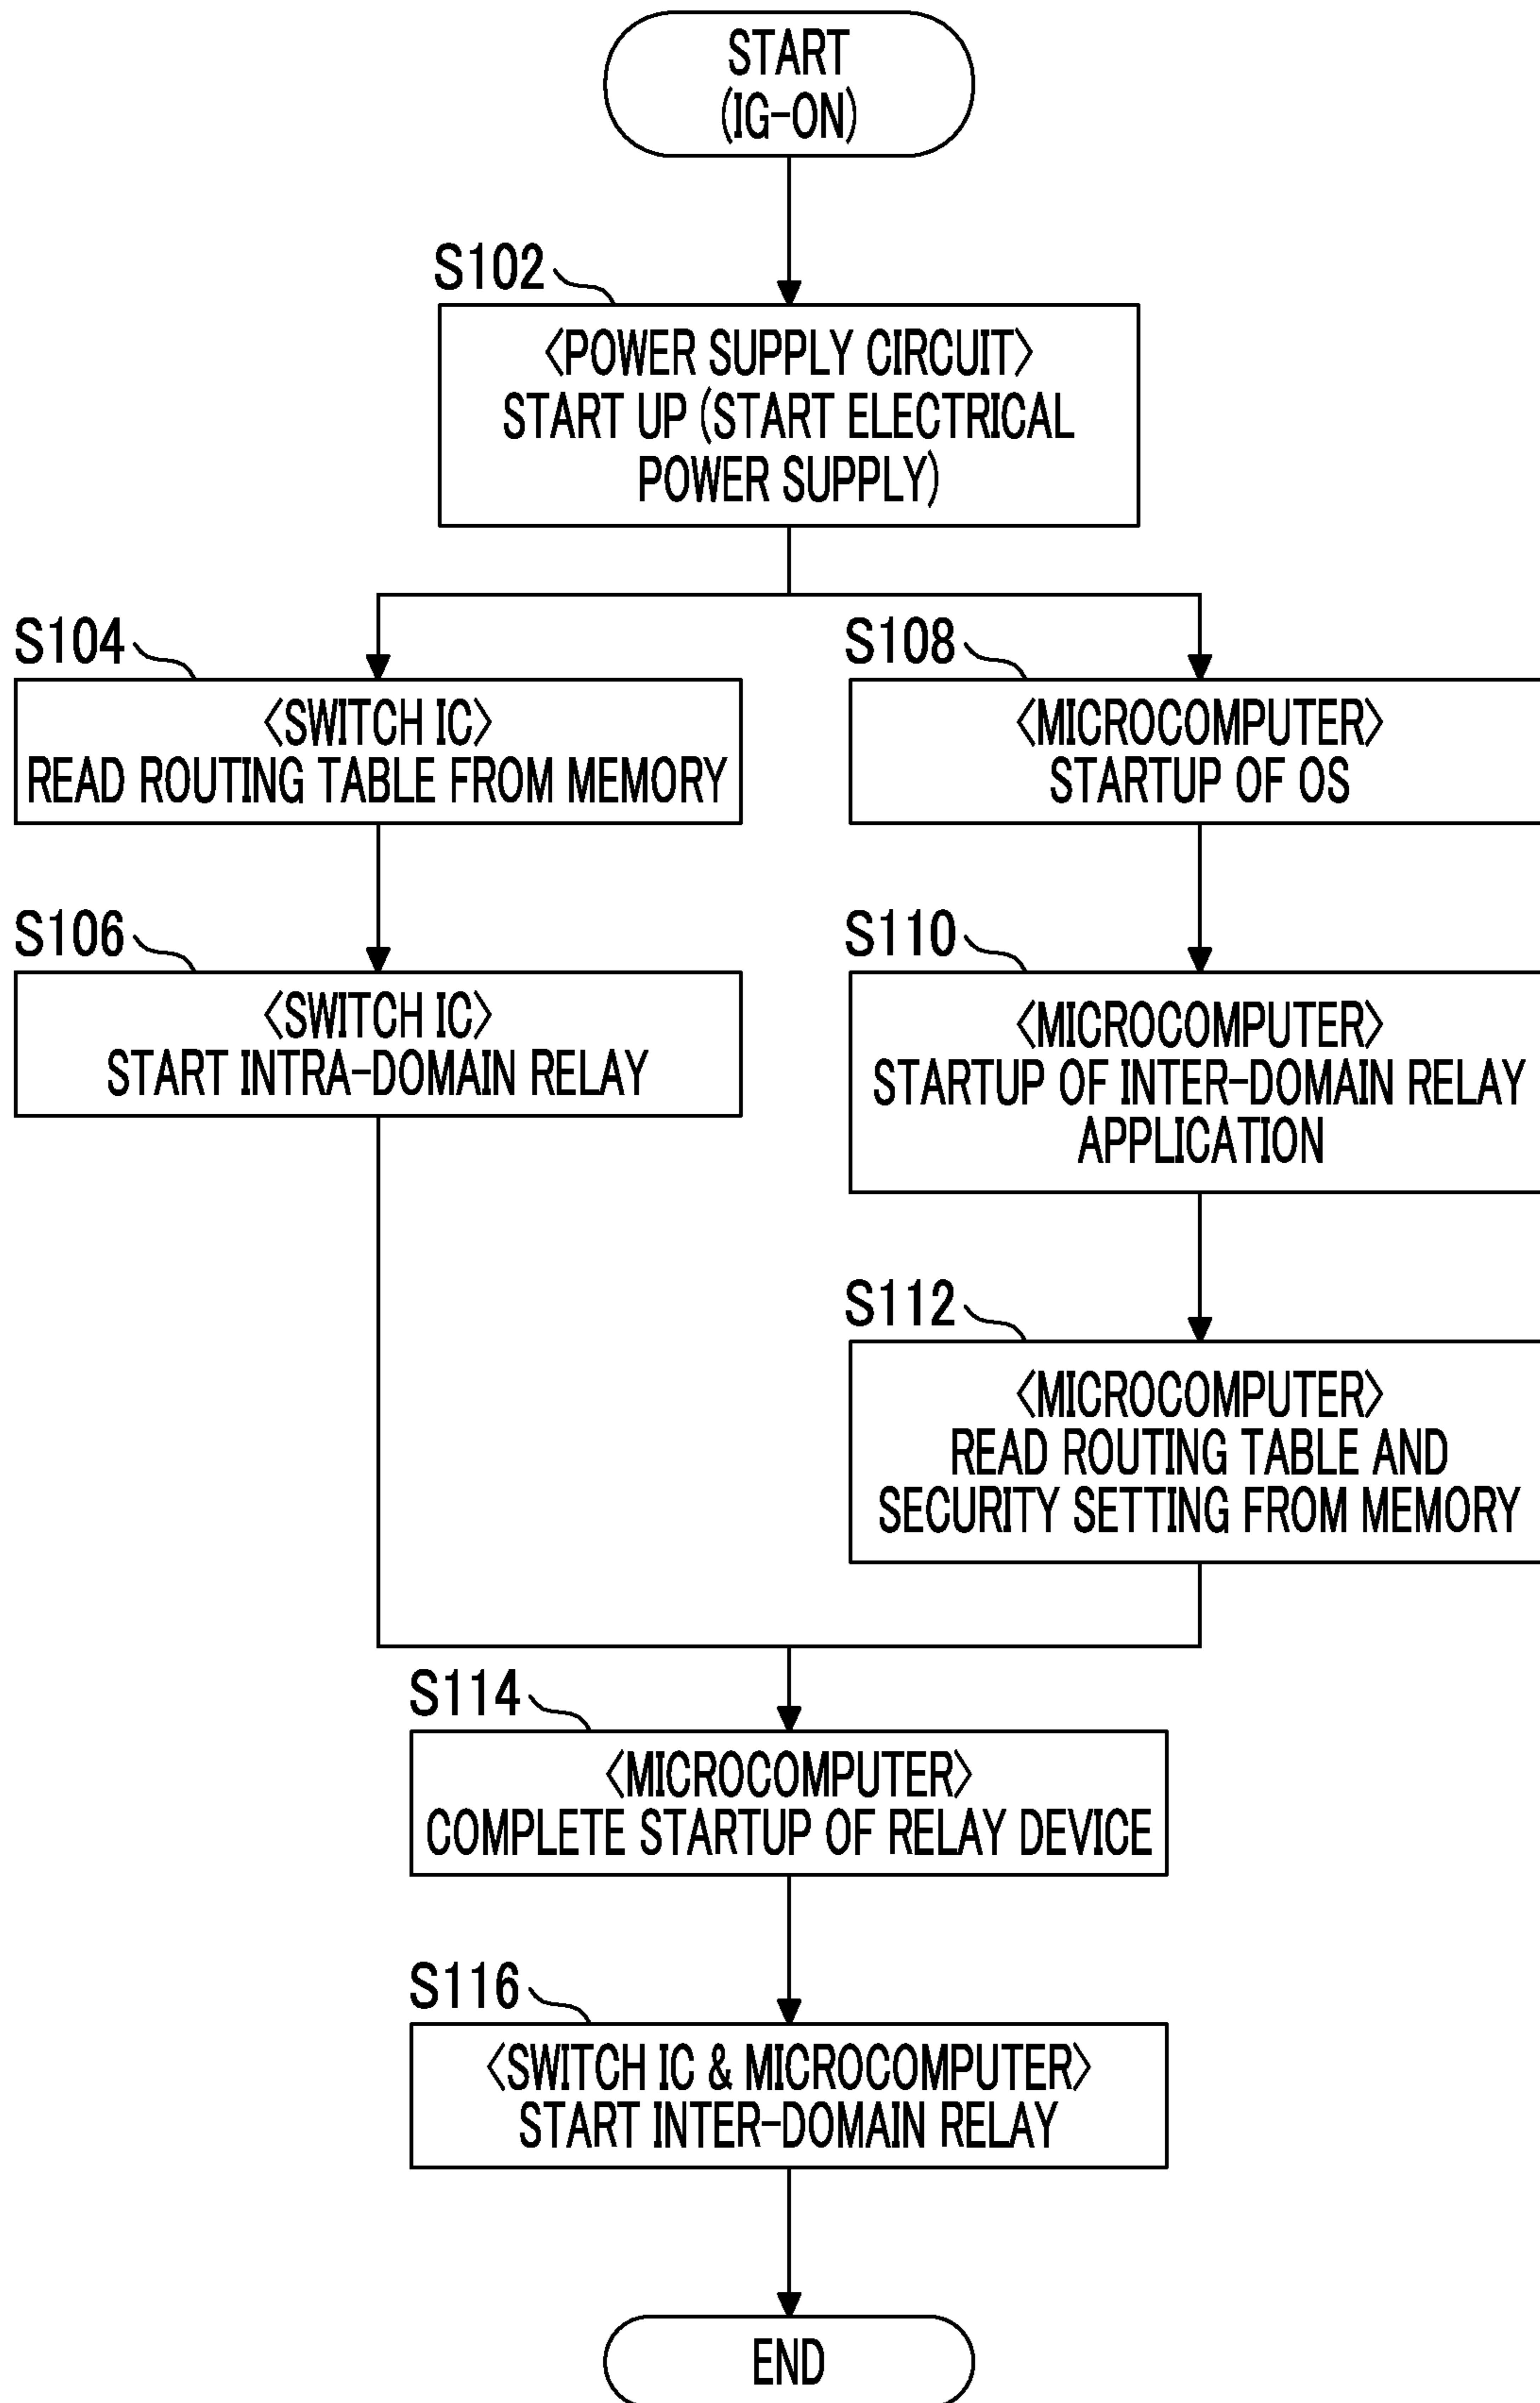 START
(IG-ON)
S102
<POWER SUPPLY CIRCUIT>
START UP (START ELECTRICAL
POWER SUPPLY)
S104
<SWITCH IC>
READ ROUTING TABLE FROM MEMORY
S108
<MICROCOMPUTER>
STARTUP OF OS
S106
<SWITCH IC>
START INTRA-DOMAIN RELAY
S110
<MICROCOMPUTER>
STARTUP OF INTER-DOMAIN RELAY
APPLICATION
S112
<MICROCOMPUTER>
READ ROUTING TABLE AND
SECURITY SETTING FROM MEMORY
S114
<MICROCOMPUTER>
COMPLETE STARTUP OF RELAY DEVICE
S116
<SWITCH IC & MICROCOMPUTER>
START INTER-DOMAIN RELAY
END